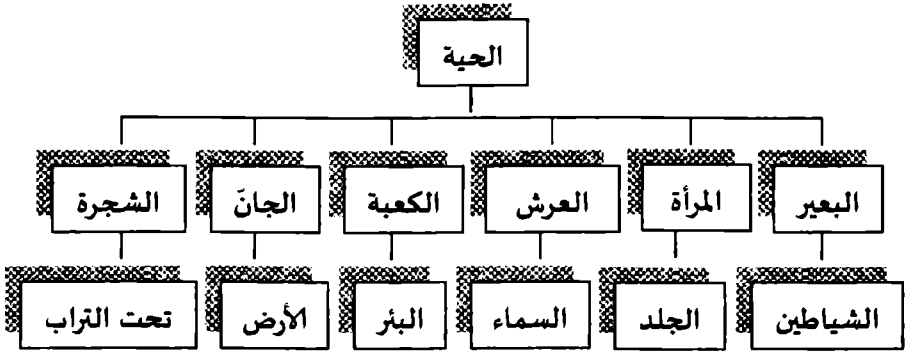 الحية
البعير المرأة العرش الكعبة الجانّ الشجرة
الشياطين الجلد السماء البئر الأرض تحت التراب